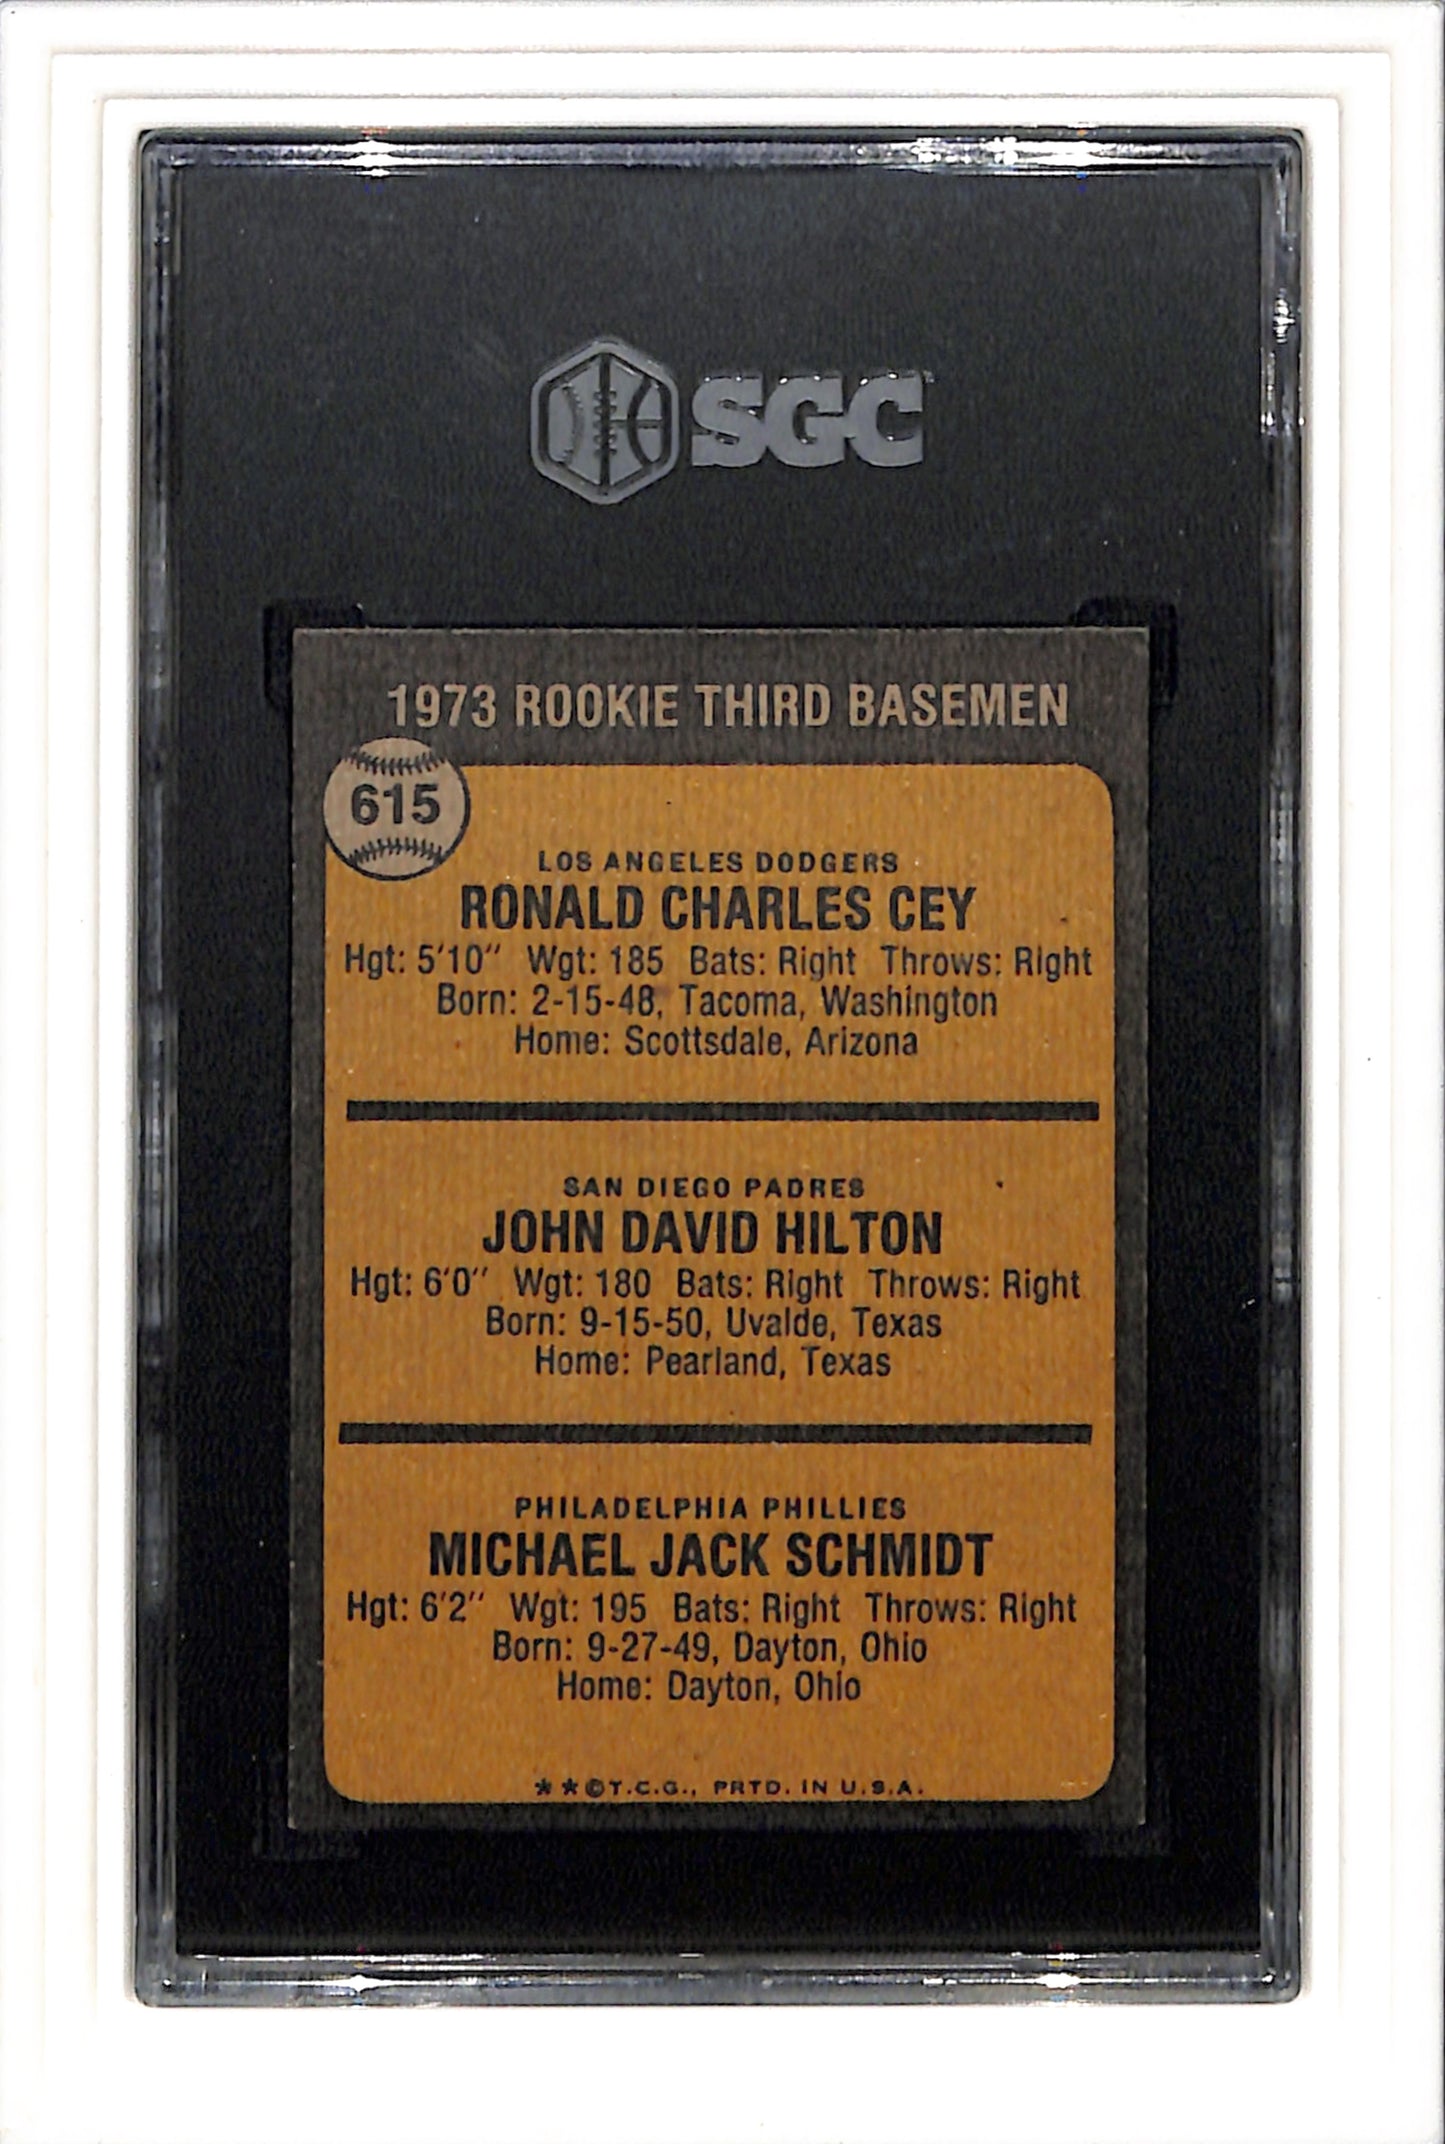 SGC
1973 ROOKIE THIRD BASEMEN
615
LOS ANGELES DODGERS
RONALD CHARLES CEY
Hgt: 5'10" Wgt: 185 Bats: Right Throws: Right
Born: 2-15-48, Tacoma, Washington
Home: Scottsdale, Arizona
SAN DIEGO PADRES
JOHN DAVID HILTON
Hgt: 6'0" Wgt: 180 Bats: Right Throws: Right
Born: 9-15-50, Uvalde, Texas
Home: Pearland, Texas
PHILADELPHIA PHILLIES
MICHAEL JACK SCHMIDT
Hgt: 6'2" Wgt: 195 Bats: Right Throws: Right
Born: 9-27-49, Dayton, Ohio
Home: Dayton, Ohio
★★©T.C.G., PRTD. IN U.S.A.